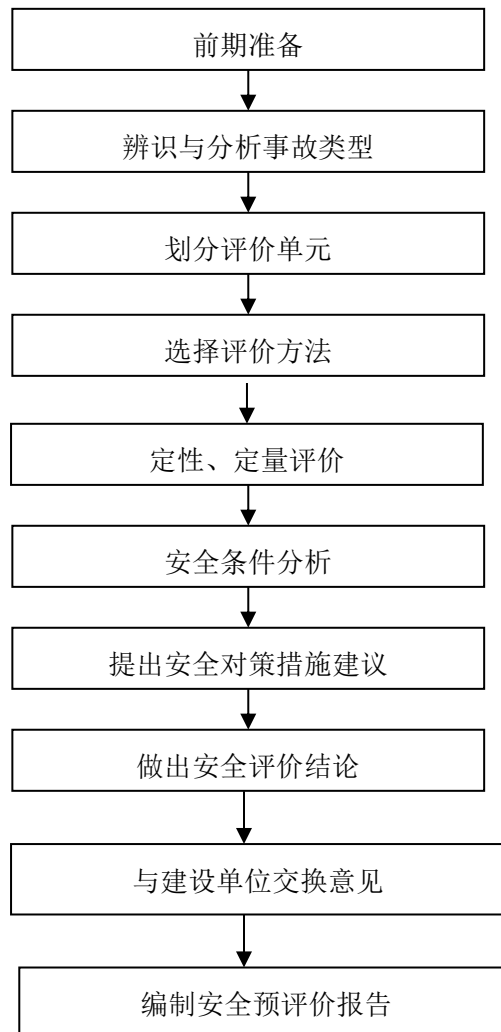 前期准备
辨识与分析事故类型
划分评价单元
选择评价方法
定性、定量评价
安全条件分析
提出安全对策措施建议
做出安全评价结论
与建设单位交换意见
编制安全预评价报告